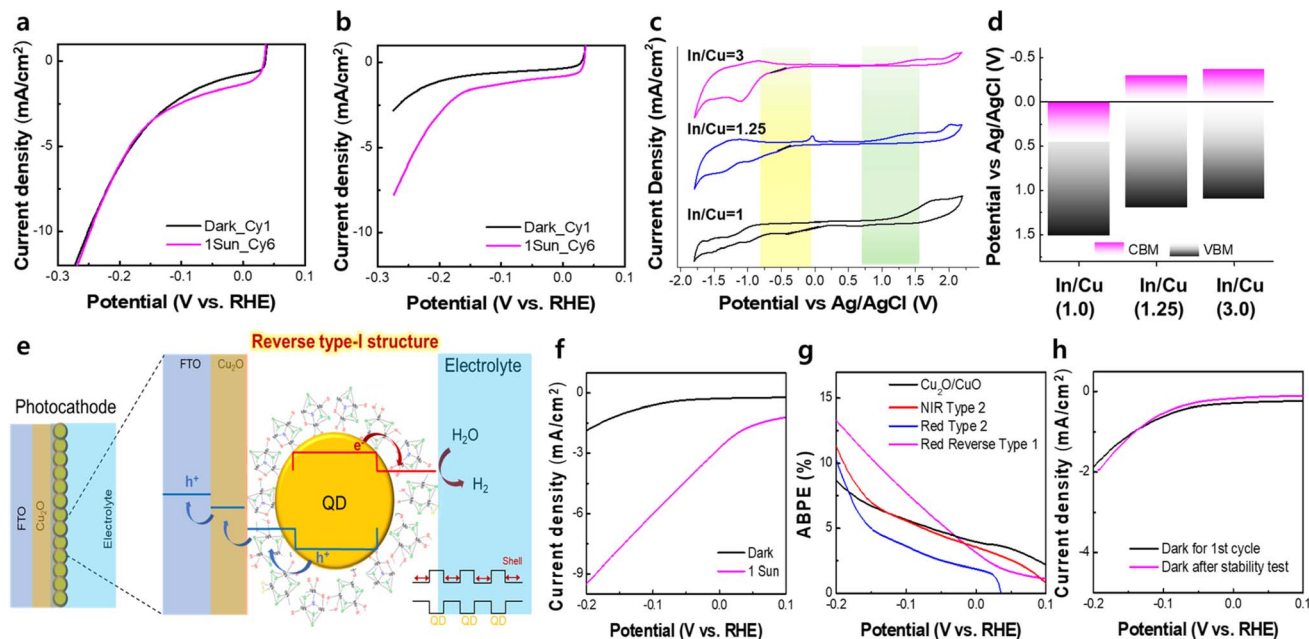 a
Current density (mA/cm²)
0
-5
-10
Dark_Cy1
1Sun_Cy6
-0.3
-0.2
-0.1
0.0
0.1
Potential (V vs. RHE)
b
Current density (mA/cm²)
0
-5
-10
Dark_Cy1
1Sun_Cy6
-0.3
-0.2
-0.1
0.0
0.1
Potential (V vs. RHE)
c
Current Density (mA/cm²)
In/Cu=3
In/Cu=1.25
In/Cu=1
-2.0 -1.5 -1.0 -0.5 0.0 0.5 1.0 1.5 2.0
Potential vs Ag/AgCl (V)
d
Potential vs Ag/AgCl (V)
-0.5
0.0
0.5
1.0
1.5
CBM
VBM
In/Cu
(1.0)
In/Cu
(1.25)
In/Cu
(3.0)
e
Photocathode
FTO
Cu₂O
Electrolyte
h⁺
Reverse type-I structure
FTO
Cu₂O
Electrolyte
e⁻
QD
h⁺
H₂O
H₂
Shell
QD QD QD
f
Current density (mA/cm²)
0
-3
-6
-9
Dark
1 Sun
-0.2
-0.1
0.0
0.1
Potential (V vs. RHE)
g
ABPE (%)
15
10
5
0
Cu₂O/CuO
NIR Type 2
Red Type 2
Red Reverse Type 1
-0.2
-0.1
0.0
0.1
Potential (V vs. RHE)
h
Current density (mA/cm²)
0
-2
-4
Dark for 1st cycle
Dark after stability test
-0.2
-0.1
0.0
0.1
Potential (V vs. RHE)